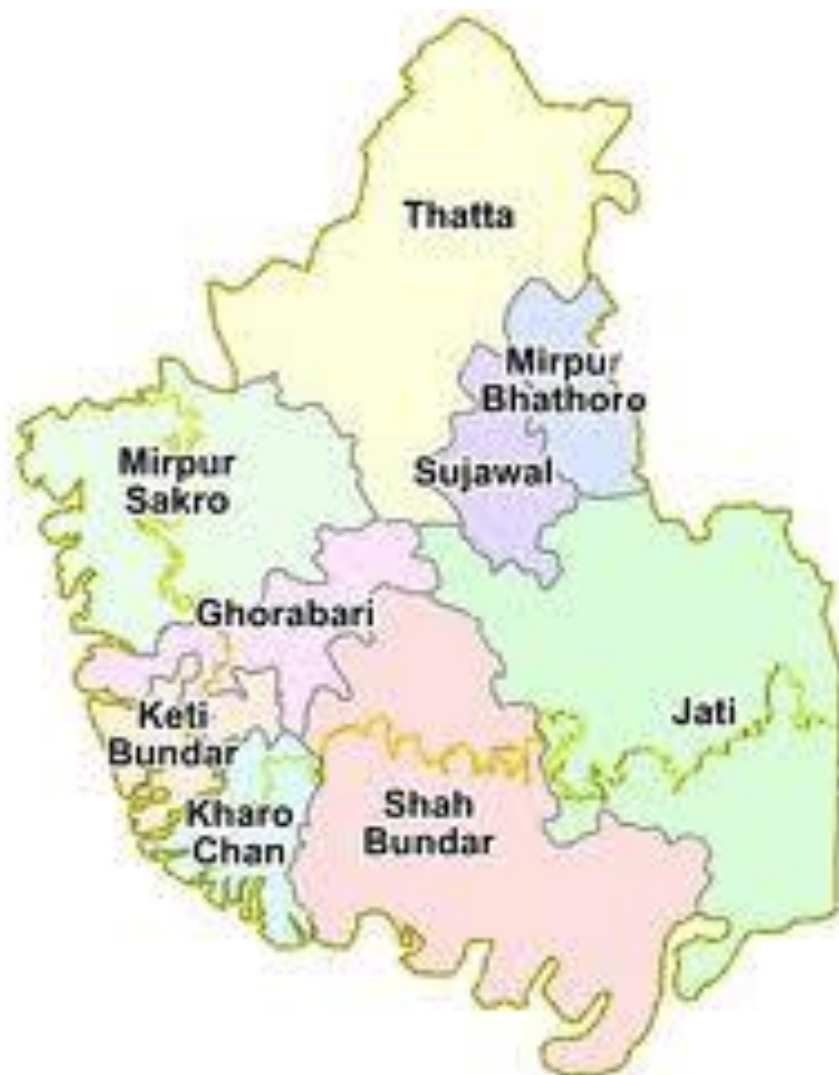 Thatta
Mirpur
Bhathoro
Sujawal
Mirpur
Sakro
Ghorabari
Keti
Bundar
Jati
Kharo
Chan
Shah
Bundar